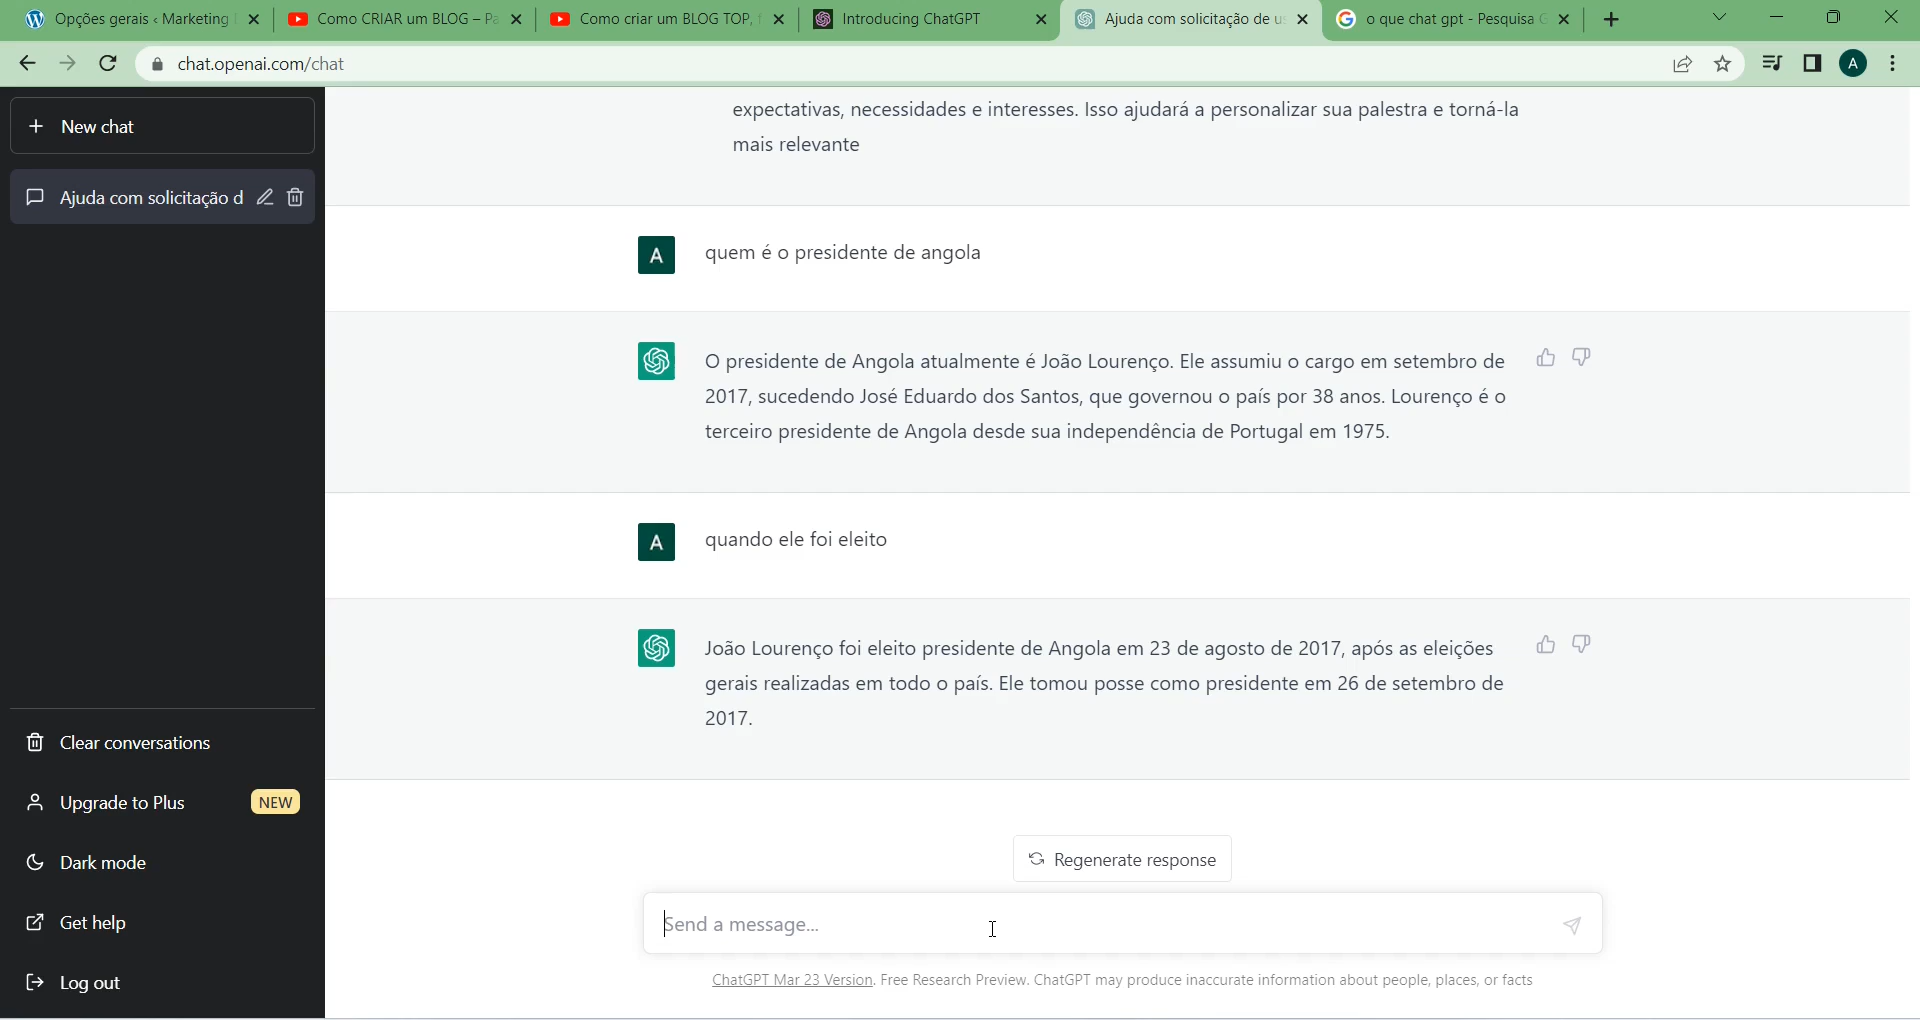 Opções gerais ‹ Marketing
Como CRIAR um BLOG – Pa
Como criar um BLOG TOP,
Introducing ChatGPT
Ajuda com solicitação de u
o que chat gpt - Pesquisa G
chat.openai.com/chat
A
New chat
Ajuda com solicitação d
Clear conversations
Upgrade to Plus
NEW
Dark mode
Get help
Log out
expectativas, necessidades e interesses. Isso ajudará a personalizar sua palestra e torná-la
mais relevante
A
quem é o presidente de angola
O presidente de Angola atualmente é João Lourenço. Ele assumiu o cargo em setembro de
2017, sucedendo José Eduardo dos Santos, que governou o país por 38 anos. Lourenço é o
terceiro presidente de Angola desde sua independência de Portugal em 1975.
A
quando ele foi eleito
João Lourenço foi eleito presidente de Angola em 23 de agosto de 2017, após as eleições
gerais realizadas em todo o país. Ele tomou posse como presidente em 26 de setembro de
2017.
Regenerate response
Send a message...
ChatGPT Mar 23 Version. Free Research Preview. ChatGPT may produce inaccurate information about people, places, or facts